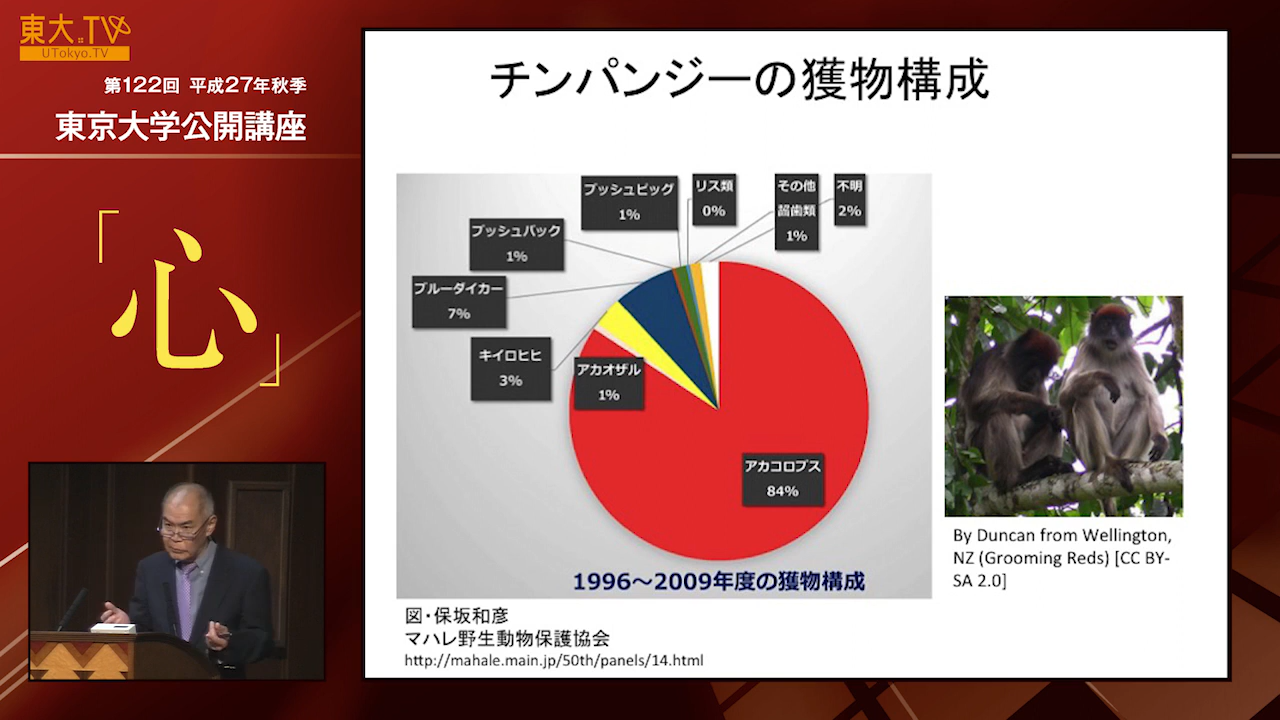 東大.TV
UTokyo.TV
第122回 平成27年秋季
東京大学公開講座
「心」
チンパンジーの獲物構成
ブッシュピッグ
1%
リス類
0%
その他
齧歯類
1%
不明
2%
ブッシュバック
1%
ブルーダイカー
7%
キイロヒヒ
3%
アカオザル
1%
アカコロブス
84%
1996～2009年度の獲物構成
図・保坂和彦
マハレ野生動物保護協会
http://mahale.main.jp/50th/panels/14.html
By Duncan from Wellington,
NZ (Grooming Reds) [CC BY-
SA 2.0]